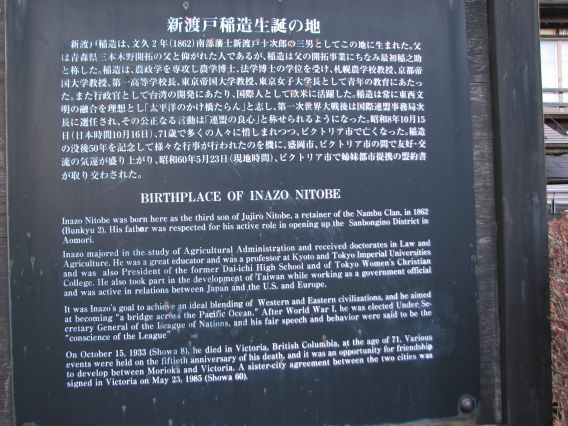 新渡戸稲造生誕の地
新渡戸稲造は、文久2年(1862)南部藩士新渡戸十次郎の三男としてこの地に生まれた。父
は青森県三本木野開拓の父と仰がれた人であるが、稲造は父の開拓事業にちなみ最初稲之助
と称した。稲造は、農政学を専攻し農学博士、法学博士の学位を受け、札幌農学校教授、京都帝
国大学教授、第一高等学校長、東京帝国大学教授、東京女子大学長として青年の教育にあたっ
た。また行政官として台湾の開発にあたり、国際人として欧米に活躍した。稲造は常に東西文
明の融合を理想とし「太平洋のかけ橋たらん」と志し、第一次世界大戦後は国際連盟事務局次
長に選任され、その公正なる言動は「連盟の良心」と称せられるようになった。昭和8年10月15
日(日本時間10月16日)、71歳で多くの人々に惜しまれつつ、ビクトリア市で亡くなった。稲造
の没後50年を記念して様々な行事が行われたのを機に、盛岡市、ビクトリア市の間で友好・交
流の気運が盛り上がり、昭和60年5月23日(現地時間)、ビクトリア市で姉妹都市提携の盟約書
が取り交わされた。
BIRTHPLACE OF INAZO NITOBE
Inazo Nitobe was born here as the third son of Jujiro Nitobe, a retainer of the Nambu Clan, in 1862
(Bunkyu 2). His father was respected for his active role in opening up the Sanbongino District in
Aomori.
Inazo majored in the study of Agricultural Administration and received doctorates in Law and
Agriculture. He was a great educator and was a professor at Kyoto and Tokyo Imperial Universities
and was also President of the former Dai-ichi High School and of Tokyo Women's Christian
College. He also took part in the development of Taiwan while working as a government official
and was active in relations between Japan and the U.S. and Europe.
It was Inazo's goal to achieve an ideal blending of Western and Eastern civilizations, and he aimed
at becoming "a bridge across the Pacific Ocean." After World War I, he was elected Under-Se-
cretary General of the League of Nations, and his fair speech and behavior were said to be the
"conscience of the League"
On October 15, 1933 (Showa 8), he died in Victoria, British Columbia, at the age of 71. Various
events were held on the fiftieth anniversary of his death, and it was an opportunity for friendship
to develop between Morioka and Victoria. A sister-city agreement between the two cities was
signed in Victoria on May 23, 1985 (Showa 60).